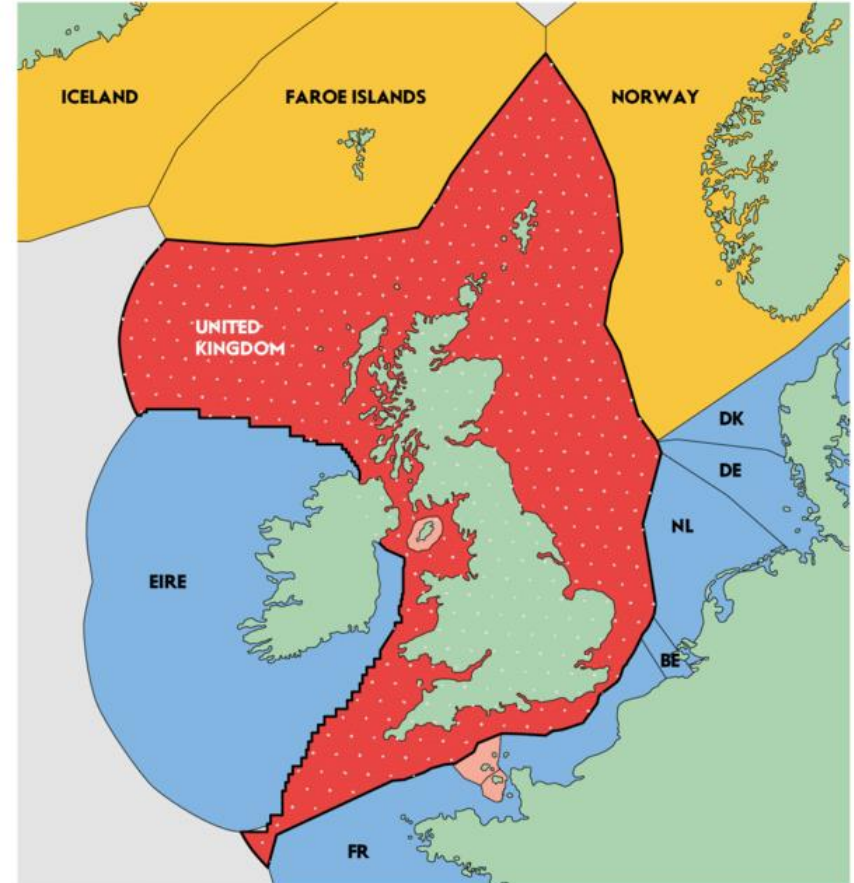 ICELAND
FAROE ISLANDS
NORWAY
UNITED
KINGDOM
DK
DE
NL
EIRE
BE
FR